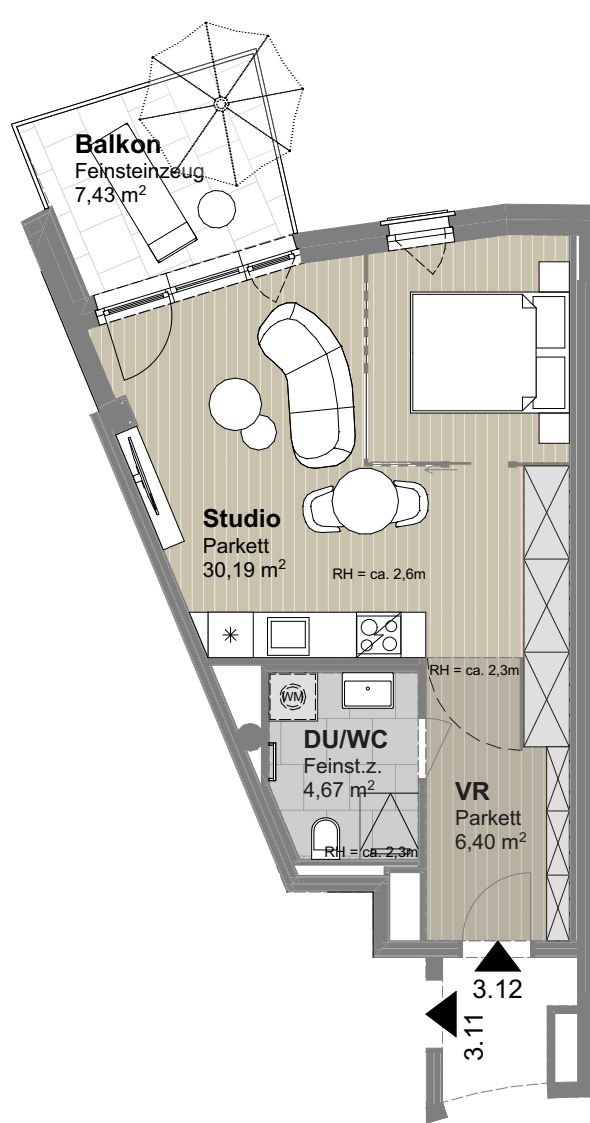 Balkon
Feinsteinzeug
7,43 m²
Studio
Parkett
30,19 m²
RH = ca. 2,6m
RH = ca. 2,3m
WM
DU/WC
Feinst.z.
4,67 m²
RH = ca. 2,3m
VR
Parkett
6,40 m²
3.12
3.11